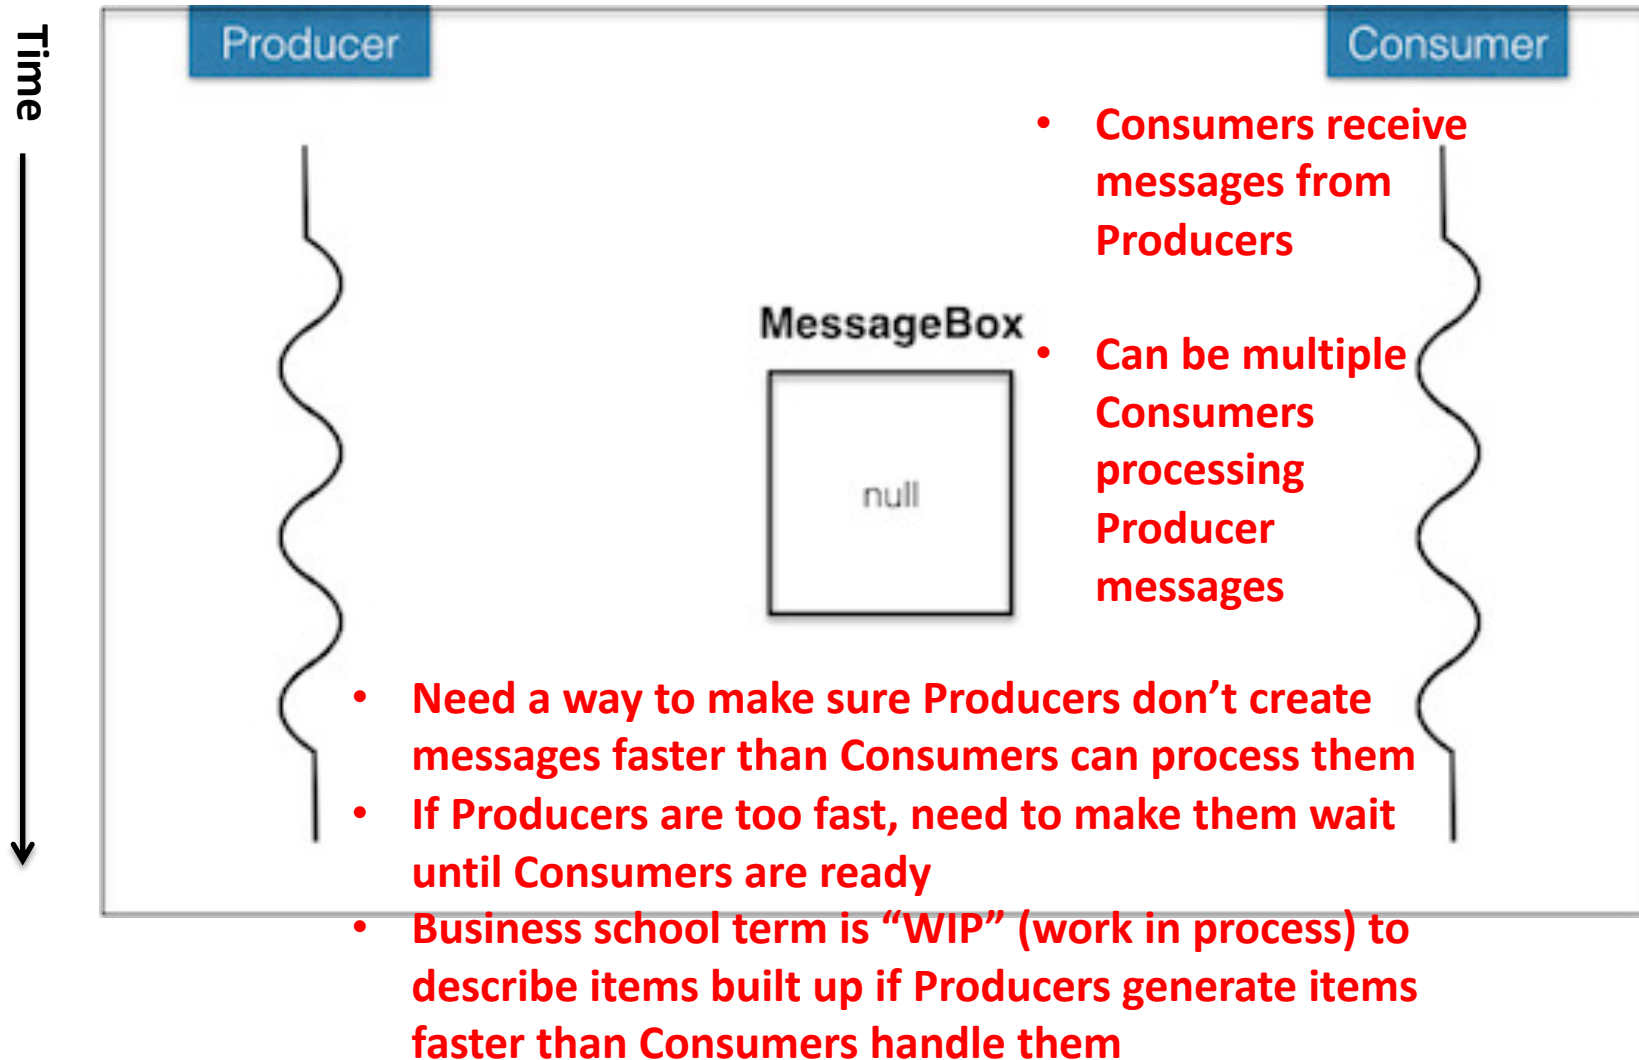 Time
Producer
Consumer
• Consumers receive
messages from
Producers
MessageBox
null
• Can be multiple
Consumers
processing
Producer
messages
• Need a way to make sure Producers don’t create
messages faster than Consumers can process them
• If Producers are too fast, need to make them wait
until Consumers are ready
• Business school term is “WIP” (work in process) to
describe items built up if Producers generate items
faster than Consumers handle them